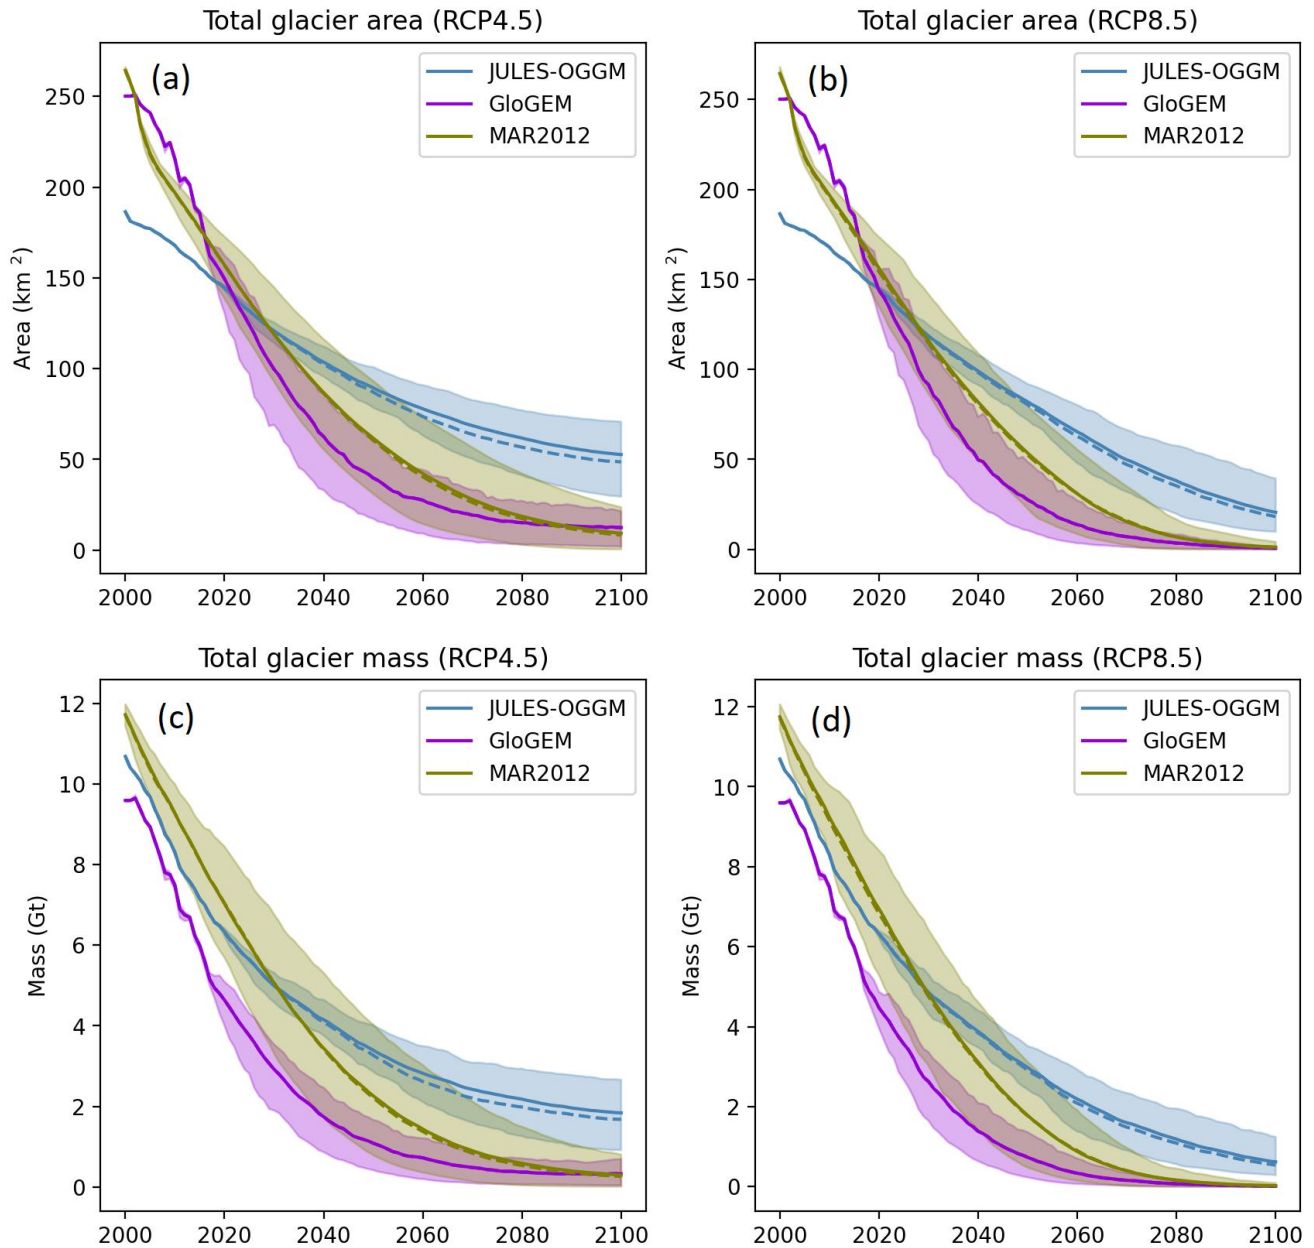 Total glacier area (RCP4.5)
(a)
JULES-OGGM
GloGEM
MAR2012
Area (km ²)
250
200
150
100
50
0
2000 2020 2040 2060 2080 2100
Total glacier area (RCP8.5)
(b)
JULES-OGGM
GloGEM
MAR2012
Area (km ²)
250
200
150
100
50
0
2000 2020 2040 2060 2080 2100
Total glacier mass (RCP4.5)
(c)
JULES-OGGM
GloGEM
MAR2012
Mass (Gt)
12
10
8
6
4
2
0
2000 2020 2040 2060 2080 2100
Total glacier mass (RCP8.5)
(d)
JULES-OGGM
GloGEM
MAR2012
Mass (Gt)
12
10
8
6
4
2
0
2000 2020 2040 2060 2080 2100